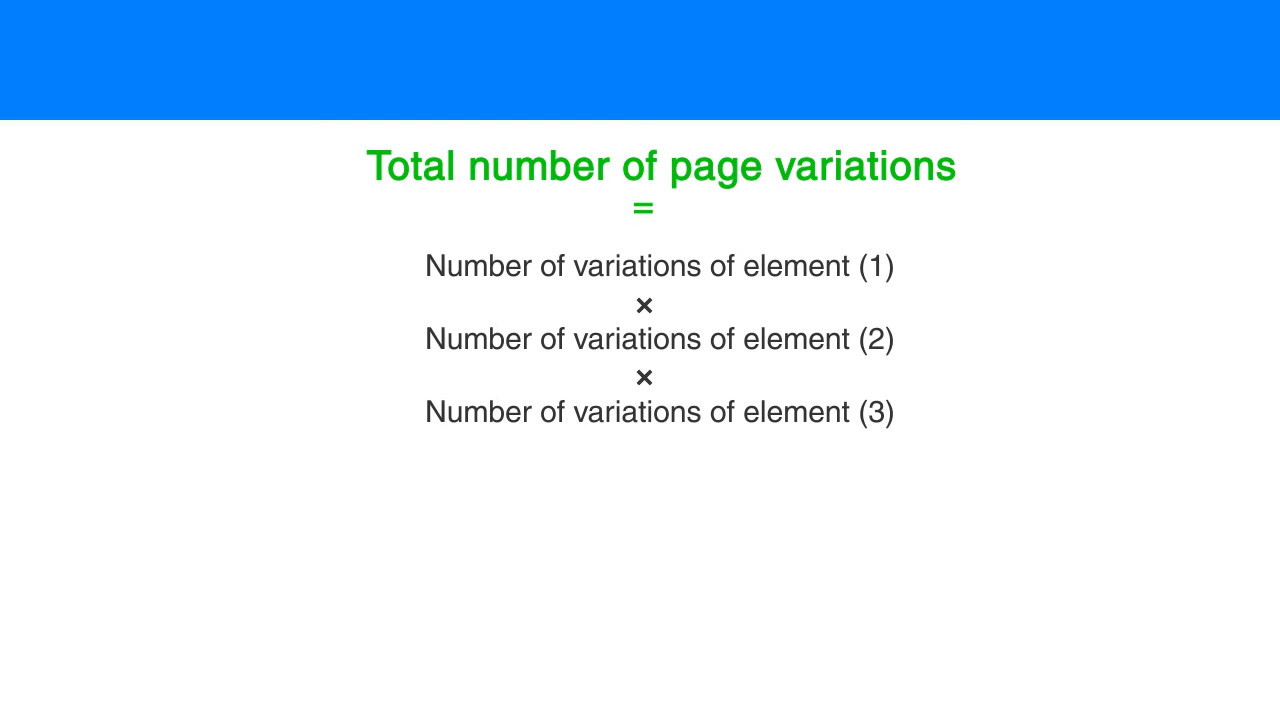 Total number of page variations
=
Number of variations of element (1)
×
Number of variations of element (2)
×
Number of variations of element (3)